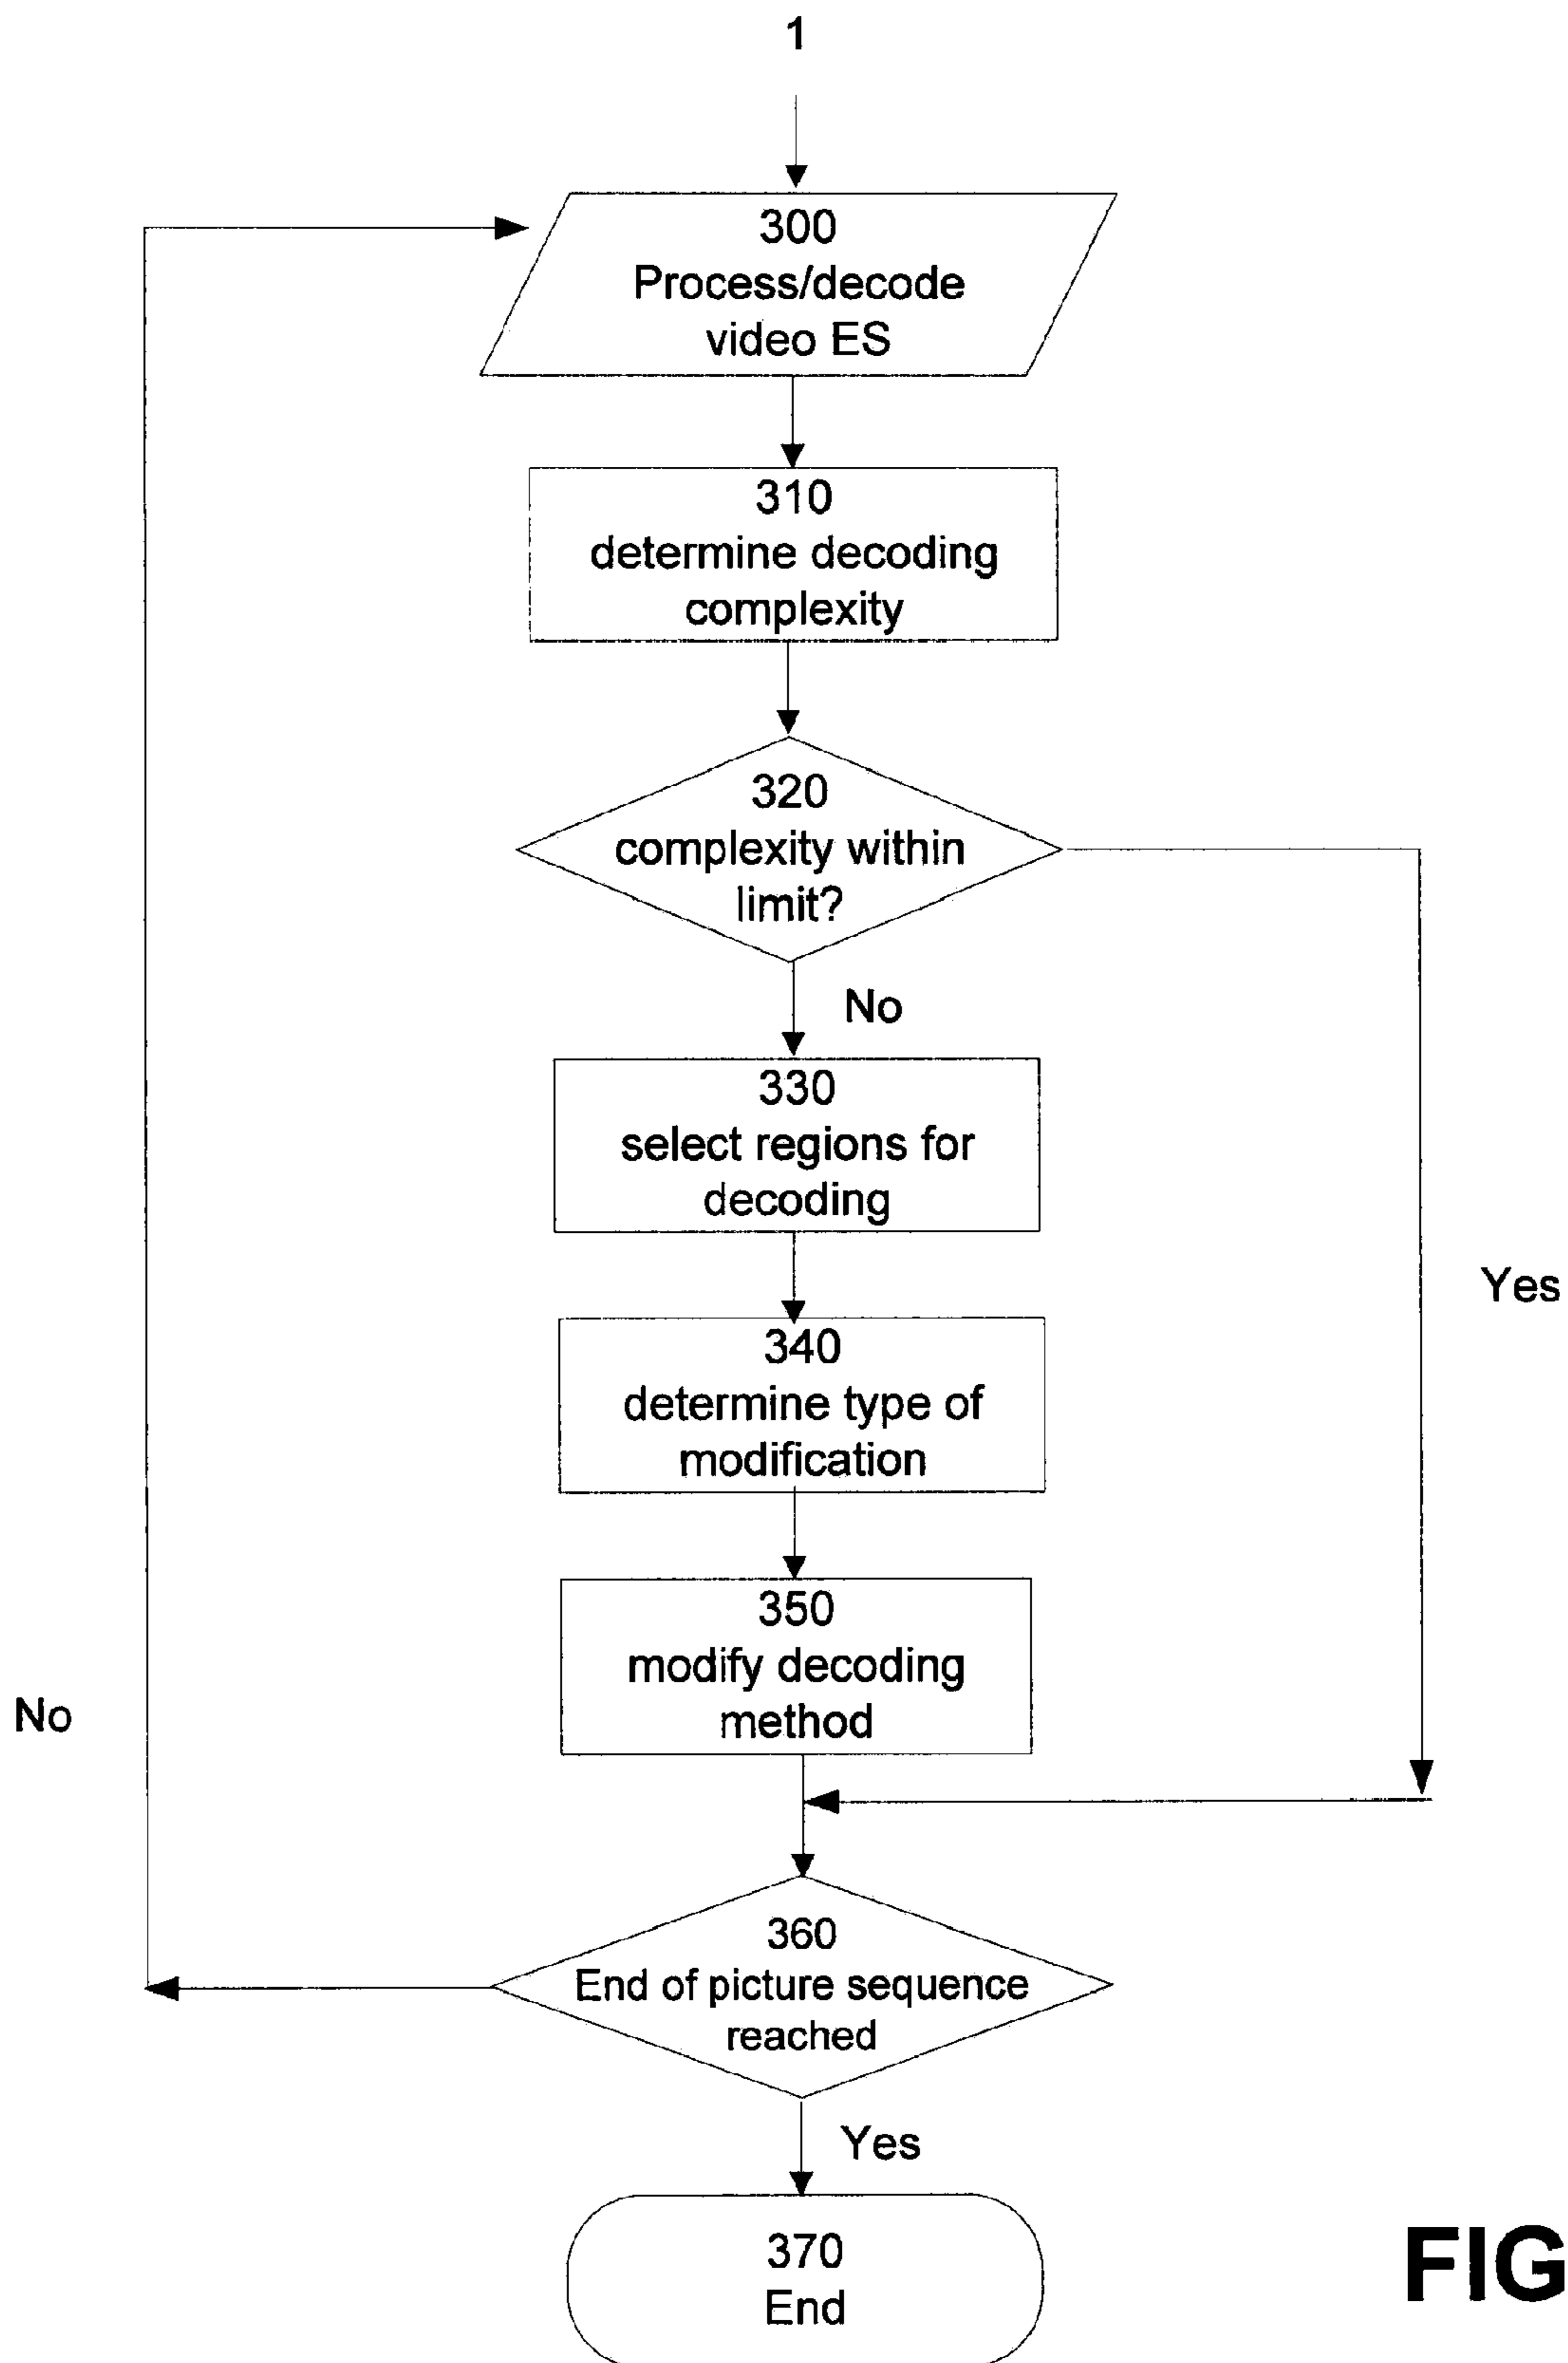 1
300
Process/decode
video ES
310
determine decoding
complexity
320
complexity within
limit?
No
330
select regions for
decoding
Yes
340
determine type of
modification
350
modify decoding
method
No
360
End of picture sequence
reached
Yes
370
End
FIG